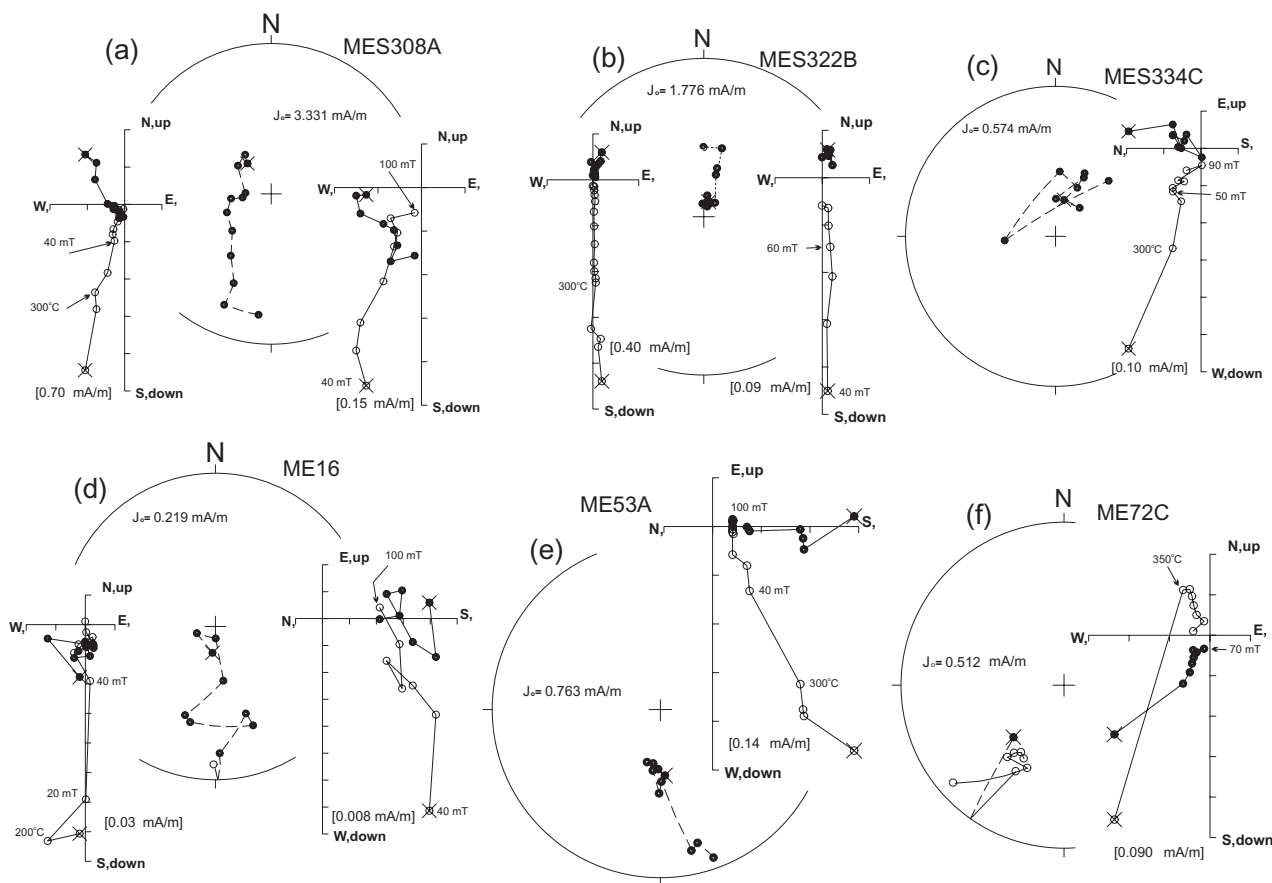 (a)
N
MES308A
J₀= 3.331 mA/m
N,up
W,
E,
40 mT
300°C
[0.70 mA/m]
S,down
N,up
100 mT
W,
E,
40 mT
[0.15 mA/m]
S,down
(b)
N
MES322B
J₀= 1.776 mA/m
N,up
W,
E,
300°C
[0.40 mA/m]
S,down
N,up
W,
E,
60 mT
[0.09 mA/m]
40 mT
S,down
(c)
N
MES334C
J₀=0.574 mA/m
E,up
N,
S,
90 mT
50 mT
300°C
[0.10 mA/m]
W,down
(d)
N
ME16
J₀= 0.219 mA/m
N,up
W,
E,
40 mT
20 mT
200°C
[0.03 mA/m]
S,down
E,up
100 mT
N,
S,
[0.008 mA/m]
40 mT
W,down
(e)
ME53A
J₀= 0.763 mA/m
E,up
100 mT
N,
S,
40 mT
300°C
[0.14 mA/m]
W,down
(f)
N
ME72C
J₀= 0.512 mA/m
N,up
350°C
W,
E,
70 mT
[0.090 mA/m]
S,down